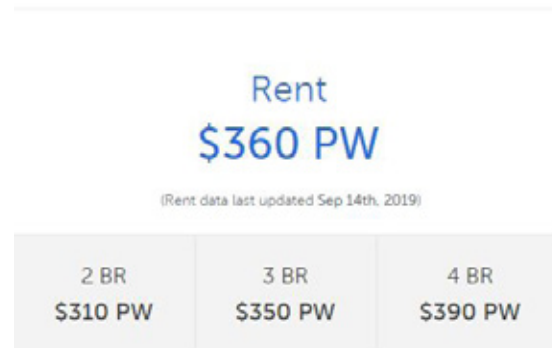 Rent
$360 PW
(Rent data last updated Sep 14th, 2019)
2 BR
3 BR
4 BR
$310 PW
$350 PW
$390 PW